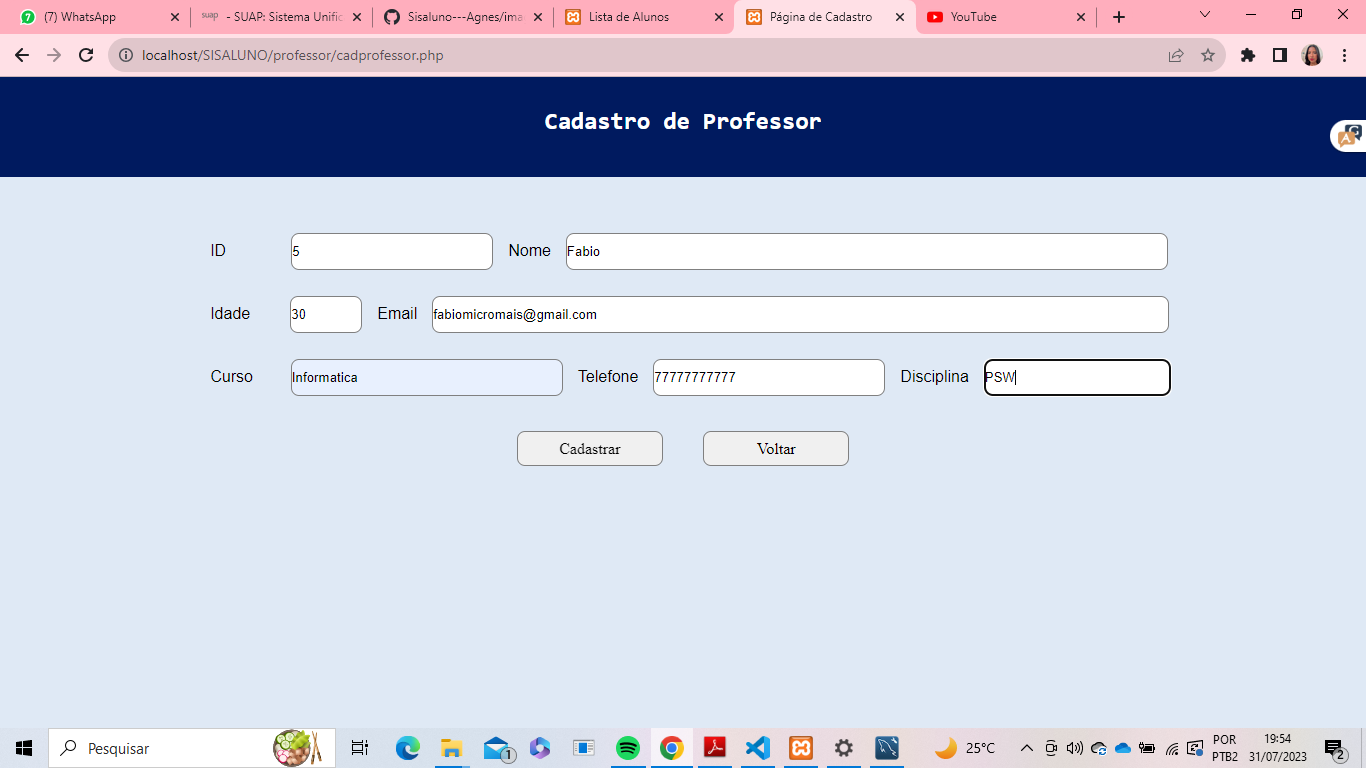 (7) WhatsApp
suap - SUAP: Sistema Unific
Sisaluno---Agnes/ima
Lista de Alunos
Página de Cadastro
YouTube
localhost/SISALUNO/professor/cadprofessor.php
Cadastro de Professor
ID 5 Nome Fabio
Idade 30 Email fabiomicromais@gmail.com
Curso Informatica Telefone 77777777777 Disciplina PSW
Cadastrar Voltar
Pesquisar
1
25°C
POR
PTB2
19:54
31/07/2023
2